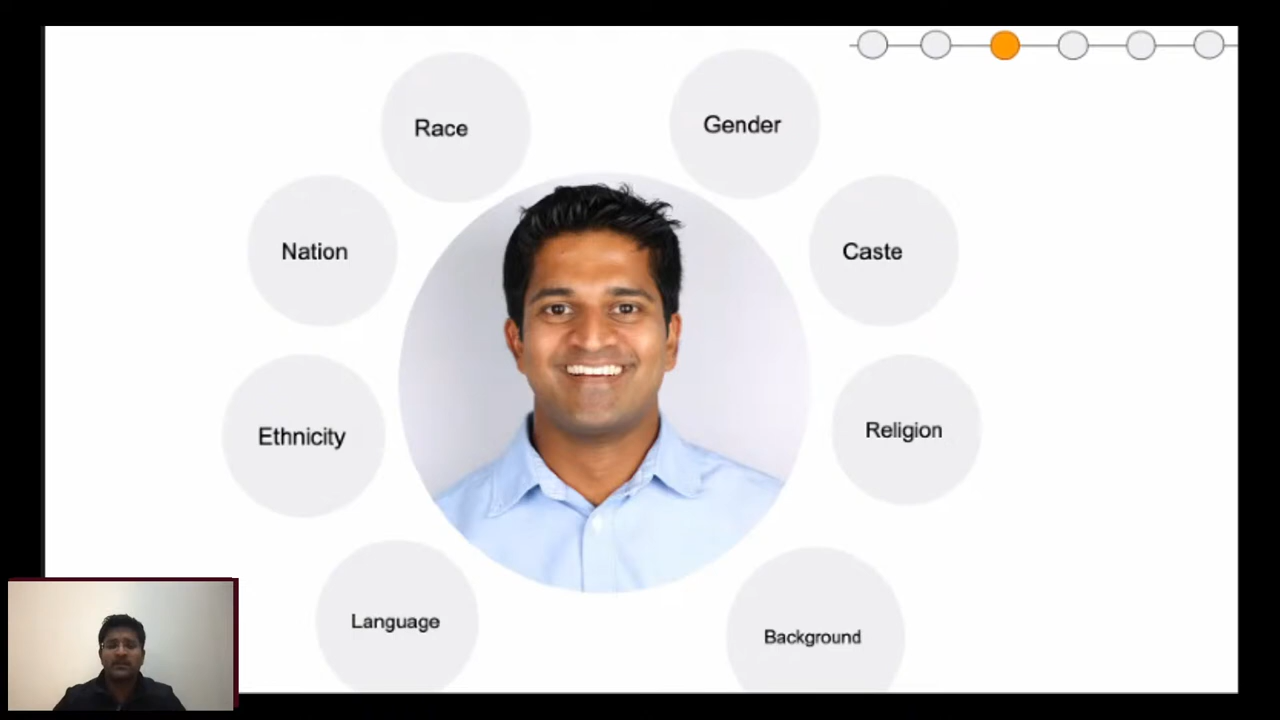 Race
Gender
Nation
Caste
Ethnicity
Religion
Language
Background